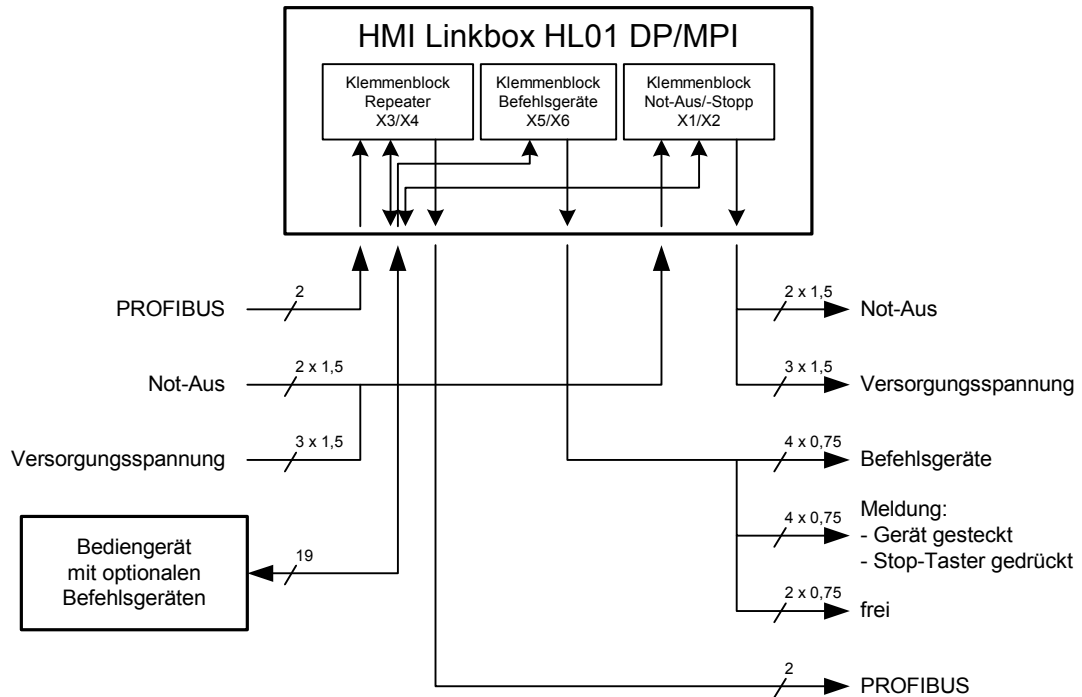 HMI Linkbox HL01 DP/MPI
Klemmenblock
Repeater
X3/X4
Klemmenblock
Befehlsgeräte
X5/X6
Klemmenblock
Not-Aus/-Stopp
X1/X2
PROFIBUS
2
Not-Aus
2 x 1,5
Versorgungsspannung
3 x 1,5
Bediengerät
mit optionalen
Befehlsgeräten
19
2 x 1,5
Not-Aus
3 x 1,5
Versorgungsspannung
4 x 0,75
Befehlsgeräte
4 x 0,75
Meldung:
- Gerät gesteckt
- Stop-Taster gedrückt
2 x 0,75
frei
2
PROFIBUS